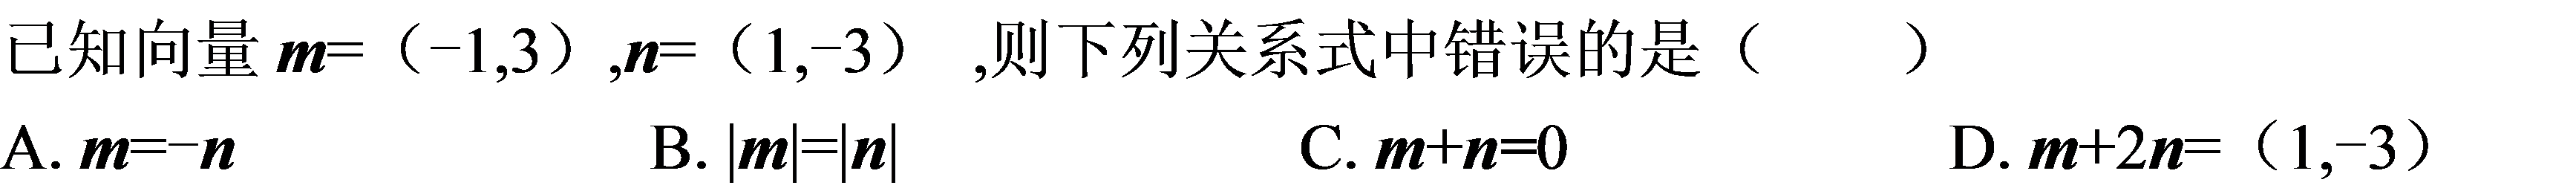 已知向量 m=（-1,3）,n=（1,-3） ,则下列关系式中错误的是（ ）
A. m=-n B. |m|=|n| C. m+n=0 D. m+2n=（1,-3）